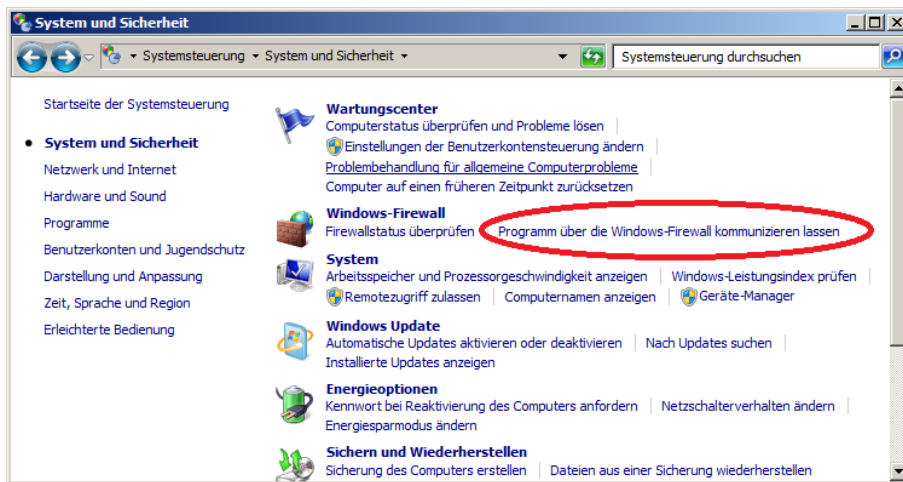 System und Sicherheit
Systemsteuerung System und Sicherheit
Systemsteuerung durchsuchen
Startseite der Systemsteuerung
System und Sicherheit
Netzwerk und Internet
Hardware und Sound
Programme
Benutzerkonten und Jugendschutz
Darstellung und Anpassung
Zeit, Sprache und Region
Erleichterte Bedienung
Wartungscenter
Computerstatus überprüfen und Probleme lösen
Einstellungen der Benutzerkontensteuerung ändern
Problembehandlung für allgemeine Computerprobleme
Computer auf einen früheren Zeitpunkt zurücksetzen
Windows-Firewall
Firewallstatus überprüfen Programm über die Windows-Firewall kommunizieren lassen
System
Arbeitsspeicher und Prozessorgeschwindigkeit anzeigen Windows-Leistungsindex prüfen
Remotezugriff zulassen Computernamen anzeigen Geräte-Manager
Windows Update
Automatische Updates aktivieren oder deaktivieren Nach Updates suchen
Installierte Updates anzeigen
Energieoptionen
Kennwort bei Reaktivierung des Computers anfordern Netzschalterverhalten ändern
Energiesparmodus ändern
Sichern und Wiederherstellen
Sicherung des Computers erstellen Dateien aus einer Sicherung wiederherstellen